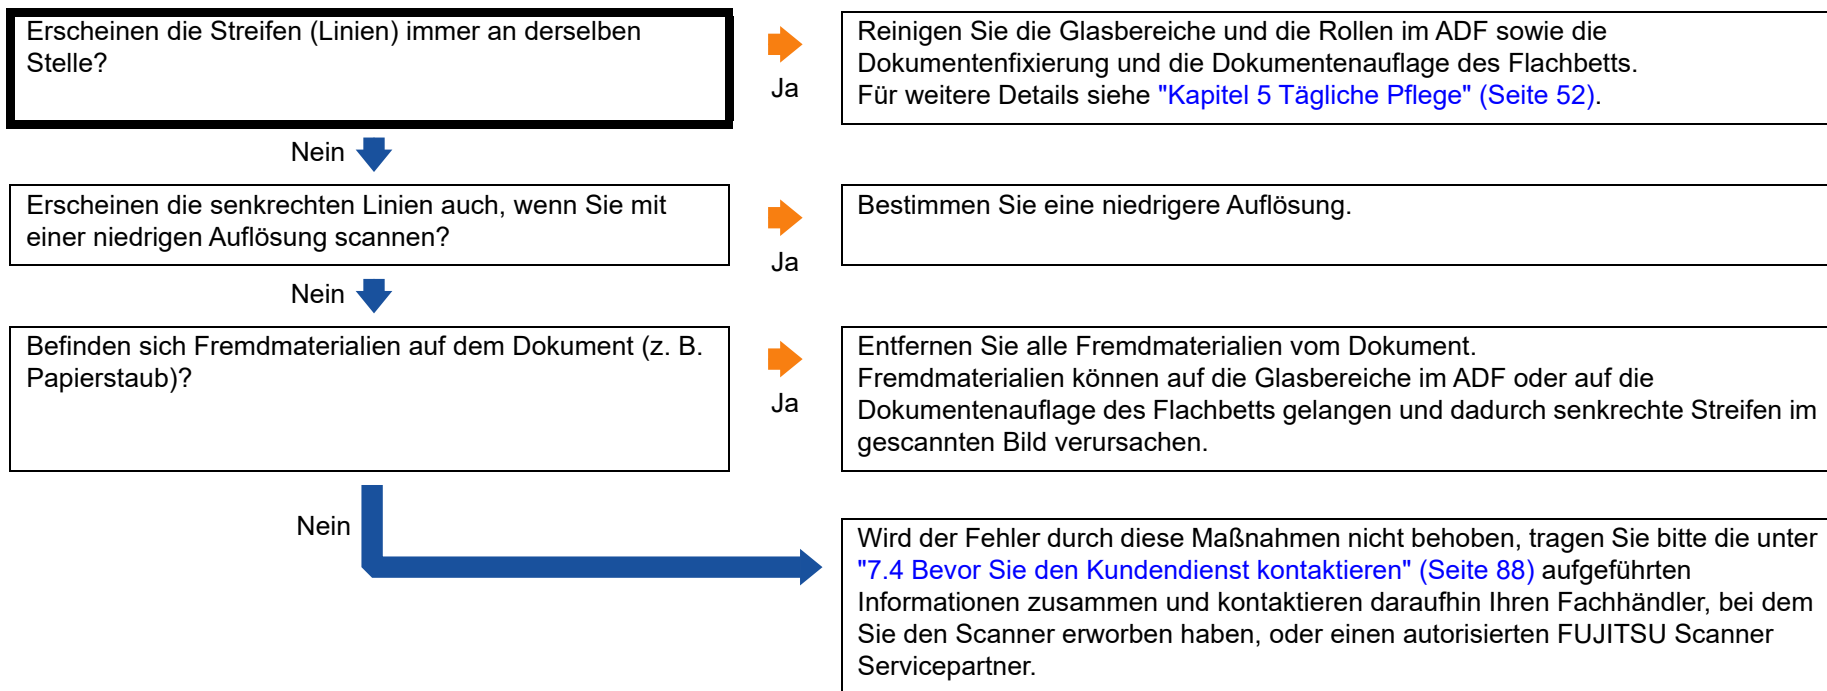 Erscheinen die Streifen (Linien) immer an derselben
Stelle?
Ja
Reinigen Sie die Glasbereiche und die Rollen im ADF sowie die
Dokumentenfixierung und die Dokumentenauflage des Flachbetts.
Für weitere Details siehe "Kapitel 5 Tägliche Pflege" (Seite 52).
Nein
Erscheinen die senkrechten Linien auch, wenn Sie mit
einer niedrigen Auflösung scannen?
Ja
Bestimmen Sie eine niedrigere Auflösung.
Nein
Befinden sich Fremdmaterialien auf dem Dokument (z. B.
Papierstaub)?
Ja
Entfernen Sie alle Fremdmaterialien vom Dokument.
Fremdmaterialien können auf die Glasbereiche im ADF oder auf die
Dokumentenauflage des Flachbetts gelangen und dadurch senkrechte Streifen im
gescannten Bild verursachen.
Nein
Wird der Fehler durch diese Maßnahmen nicht behoben, tragen Sie bitte die unter
"7.4 Bevor Sie den Kundendienst kontaktieren" (Seite 88) aufgeführten
Informationen zusammen und kontaktieren daraufhin Ihren Fachhändler, bei dem
Sie den Scanner erworben haben, oder einen autorisierten FUJITSU Scanner
Servicepartner.